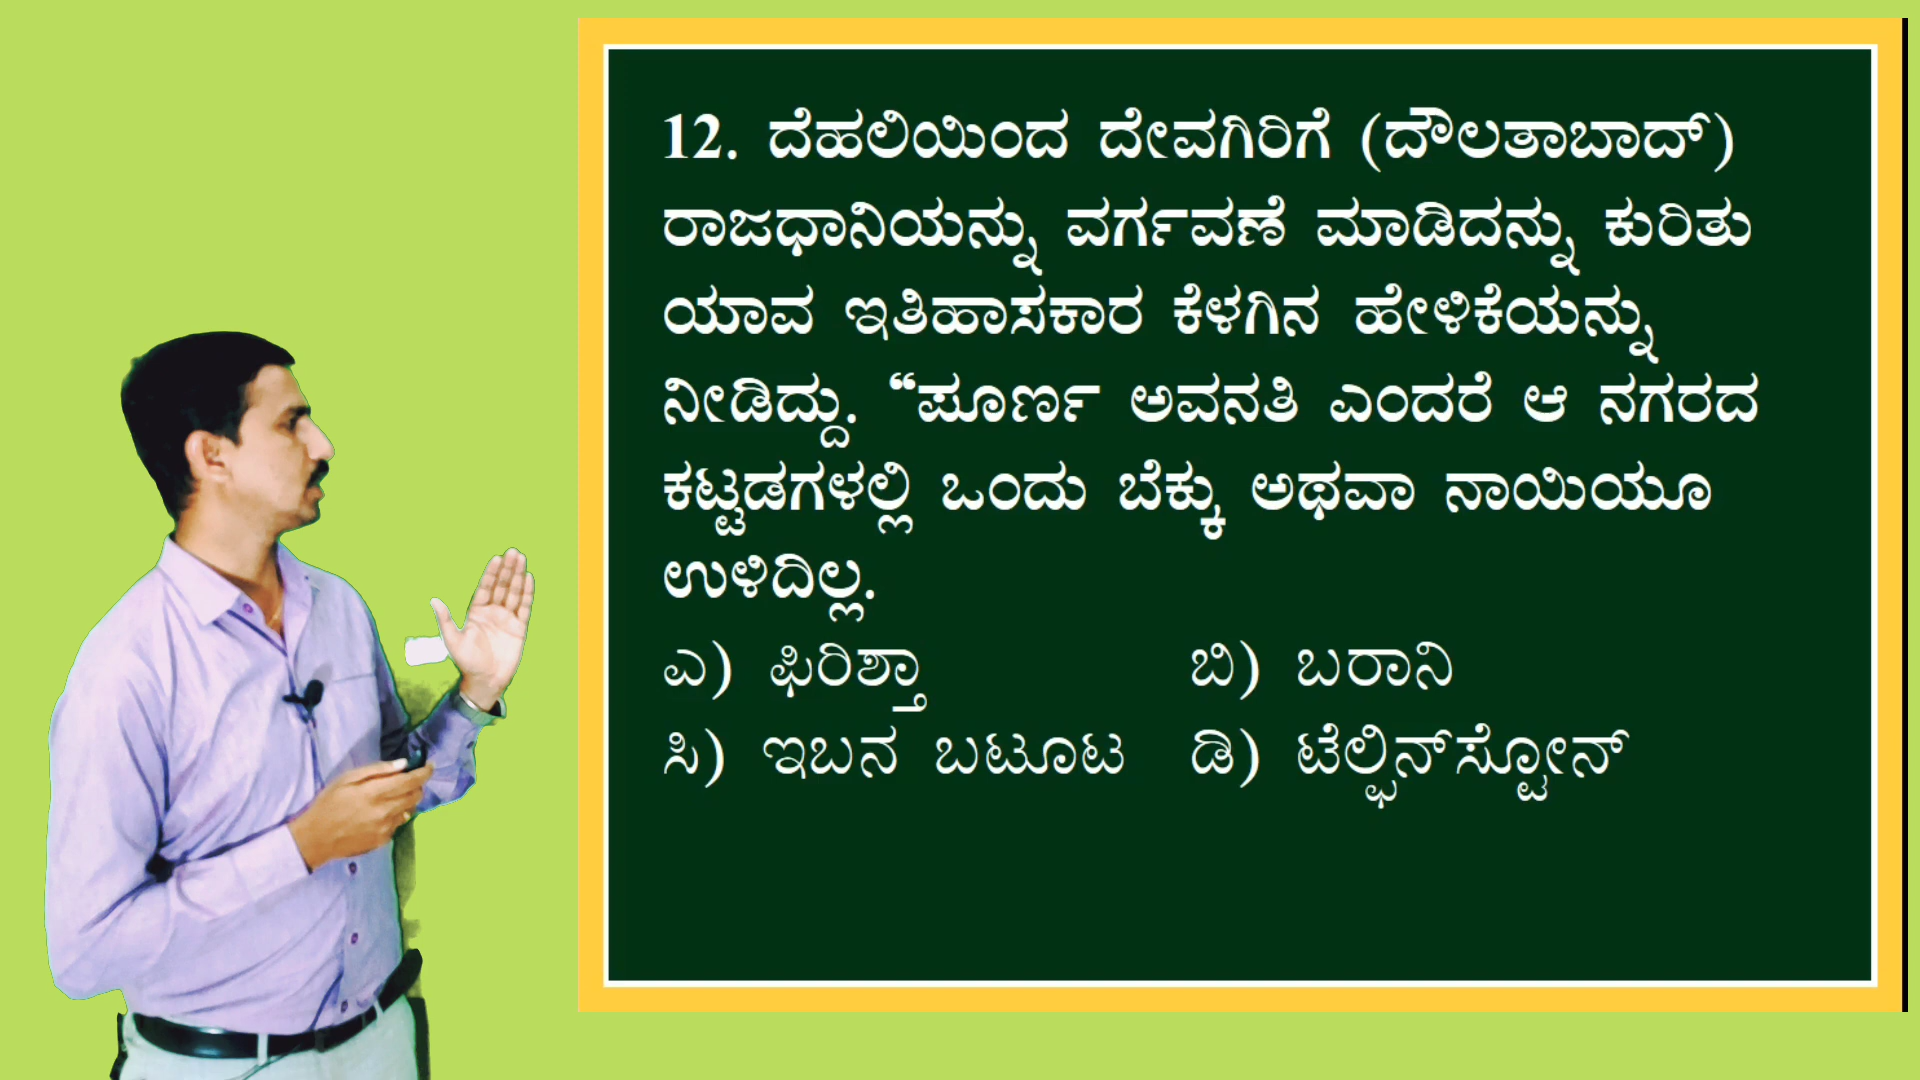 12. ದೆಹಲಿಯಿಂದ ದೇವಗಿರಿಗೆ (ದೌಲತಾಬಾದ್)
ರಾಜಧಾನಿಯನ್ನು ವರ್ಗವಣೆ ಮಾಡಿದನ್ನು ಕುರಿತು
ಯಾವ ಇತಿಹಾಸಕಾರ ಕೆಳಗಿನ ಹೇಳಿಕೆಯನ್ನು
ನೀಡಿದ್ದು. “ಪೂರ್ಣ ಅವನತಿ ಎಂದರೆ ಆ ನಗರದ
ಕಟ್ಟಡಗಳಲ್ಲಿ ಒಂದು ಬೆಕ್ಕು ಅಥವಾ ನಾಯಿಯೂ
ಉಳಿದಿಲ್ಲ.
ಎ) ಫಿರಿಶ್ತಾ ಬಿ) ಬರಾನಿ
ಸಿ) ಇಬನ ಬಟೂಟ ಡಿ) ಟೆಲ್ಫಿನ್‌ಸ್ಟೋನ್